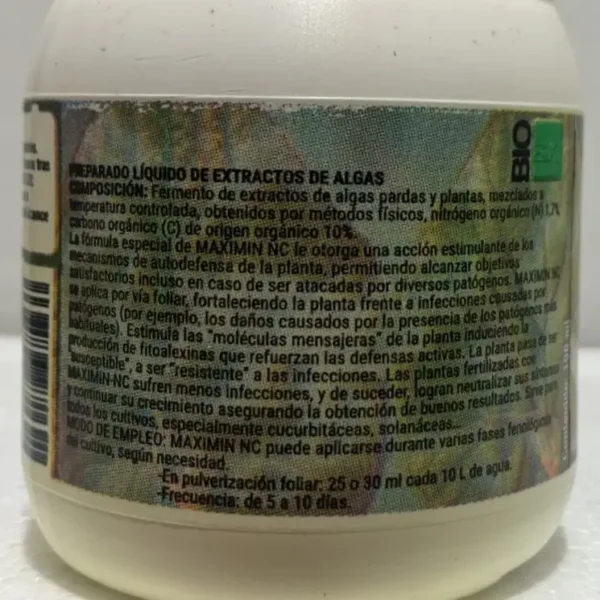 PREPARADO LÍQUIDO DE EXTRACTOS DE ALGAS
COMPOSICIÓN: Fermento de extractos de algas pardas y plantas, mezclados a
temperatura controlada, obtenidos por métodos físicos, nitrógeno orgánico (N) 1,7%
carbono orgánico (C) de origen orgánico 10%.
La fórmula especial de MAXIMIN NC le otorga una acción estimulante de los
mecanismos de autodefensa de la planta, permitiendo alcanzar objetivos
satisfactorios incluso en caso de ser atacadas por diversos patógenos. MAXIMIN NC
se aplica por vía foliar, fortaleciendo la planta frente a infecciones causadas por
patógenos (por ejemplo, los daños causados por la presencia de los patógenos más
habituales). Estimula las "moléculas mensajeras" de la planta induciendo la
producción de fitoalexinas que refuerzan las defensas activas. La planta pasa de ser
"susceptible", a ser "resistente" a las infecciones. Las plantas fertilizadas con
MAXIMIN-NC sufren menos infecciones, y de suceder, logran neutralizar sus síntomas
y continuar su crecimiento asegurando la obtención de buenos resultados. Sirve para
todos los cultivos, especialmente cucurbitáceas, solanáceas...
MODO DE EMPLEO: MAXIMIN NC puede aplicarse durante varias fases fenológicas
del cultivo, según necesidad.
-En pulverización foliar: 25 o 30 ml cada 10 L de agua.
-Frecuencia: de 5 a 10 días.
BIO
tras